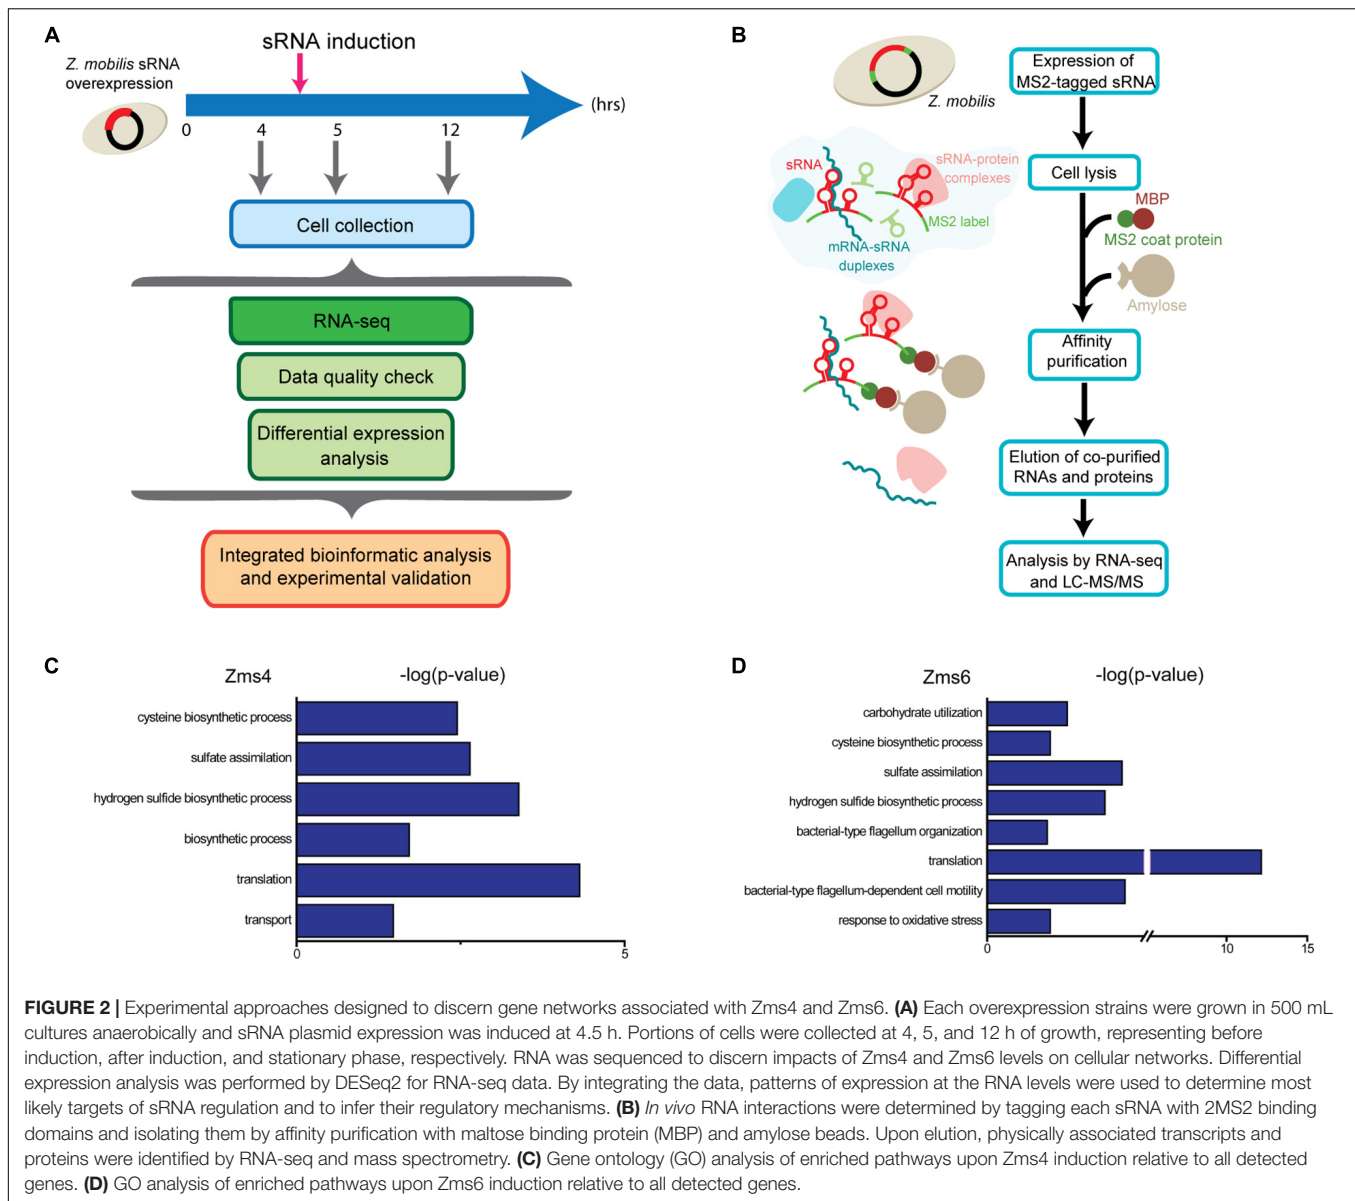 A
sRNA induction
Z. mobilis sRNA
overexpression
(hrs)
0
4
5
12
Cell collection
RNA-seq
Data quality check
Differential expression
analysis
Integrated bioinformatic analysis
and experimental validation
B
Z. mobilis
Expression of
MS2-tagged sRNA
sRNA
sRNA-protein
complexes
MS2 label
mRNA-sRNA
duplexes
Cell lysis
MBP
MS2 coat protein
Amylose
Affinity
purification
Elution of co-purified
RNAs and proteins
Analysis by RNA-seq
and LC-MS/MS
C
Zms4
-log(p-value)
cysteine biosynthetic process
sulfate assimilation
hydrogen sulfide biosynthetic process
biosynthetic process
translation
transport
0
5
D
Zms6
-log(p-value)
carbohydrate utilization
cysteine biosynthetic process
sulfate assimilation
hydrogen sulfide biosynthetic process
bacterial-type flagellum organization
translation
bacterial-type flagellum-dependent cell motility
response to oxidative stress
0
10
15
FIGURE 2 | Experimental approaches designed to discern gene networks associated with Zms4 and Zms6. (A) Each overexpression strains were grown in 500 mL
cultures anaerobically and sRNA plasmid expression was induced at 4.5 h. Portions of cells were collected at 4, 5, and 12 h of growth, representing before
induction, after induction, and stationary phase, respectively. RNA was sequenced to discern impacts of Zms4 and Zms6 levels on cellular networks. Differential
expression analysis was performed by DESeq2 for RNA-seq data. By integrating the data, patterns of expression at the RNA levels were used to determine most
likely targets of sRNA regulation and to infer their regulatory mechanisms. (B) In vivo RNA interactions were determined by tagging each sRNA with 2MS2 binding
domains and isolating them by affinity purification with maltose binding protein (MBP) and amylose beads. Upon elution, physically associated transcripts and
proteins were identified by RNA-seq and mass spectrometry. (C) Gene ontology (GO) analysis of enriched pathways upon Zms4 induction relative to all detected
genes. (D) GO analysis of enriched pathways upon Zms6 induction relative to all detected genes.